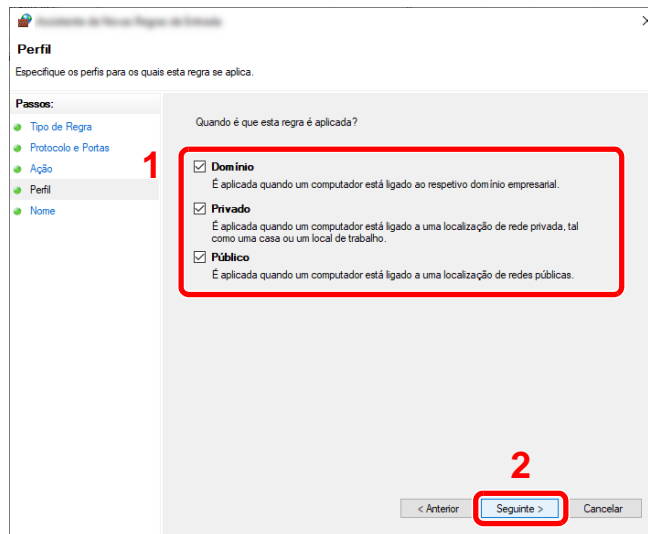 Perfil
Especifique os perfis para os quais esta regra se aplica.
Passos:
Tipo de Regra
Protocolo e Portas
Ação
Perfil
Nome
Quando é que esta regra é aplicada?
1
Domínio
É aplicada quando um computador está ligado ao respetivo domínio empresarial.
Privado
É aplicada quando um computador está ligado a uma localização de rede privada, tal
como uma casa ou um local de trabalho.
Público
É aplicada quando um computador está ligado a uma localização de redes públicas.
2
< Anterior
Seguinte >
Cancelar